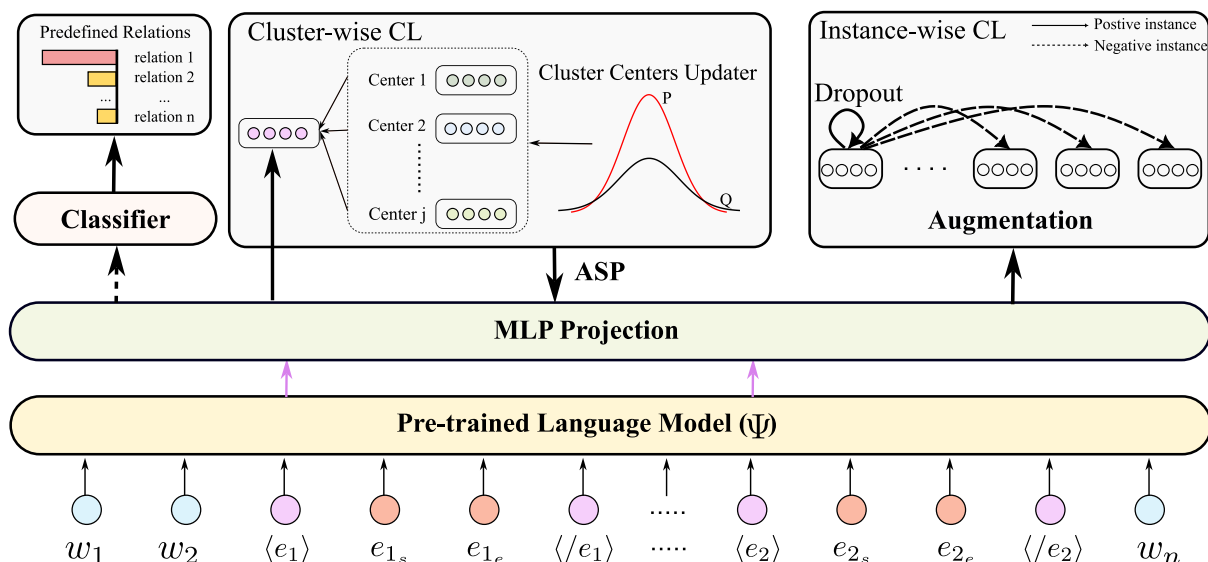 Predefined Relations
relation 1
relation 2
... ...
relation n
Classifier
Cluster-wise CL
Center 1
Center 2
Center j
Cluster Centers Updater
P
Q
ASP
Instance-wise CL
Postive instance
Negative instance
Dropout
. . . .
Augmentation
MLP Projection
Pre-trained Language Model (Ψ)
.....
w₁ w₂ ⟨e₁⟩ e₁ₛ e₁ₑ ⟨/e₁⟩ ..... ⟨e₂⟩ e₂ₛ e₂ₑ ⟨/e₂⟩ wₙ